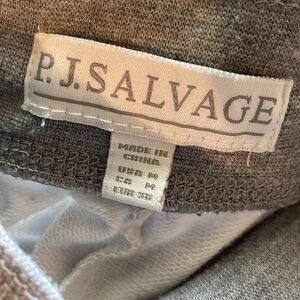 P.J.SALVAGE
MADE IN
CHINA
USA M
CA M
EUR 38